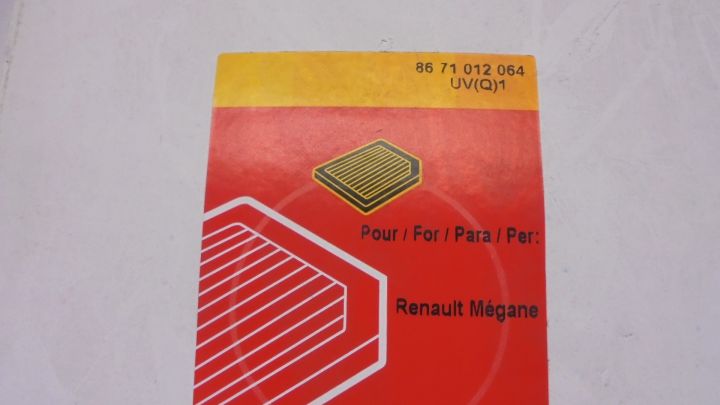 86 71 012 064
UV(Q)1
Pour / For / Para / Per:
Renault Mégane